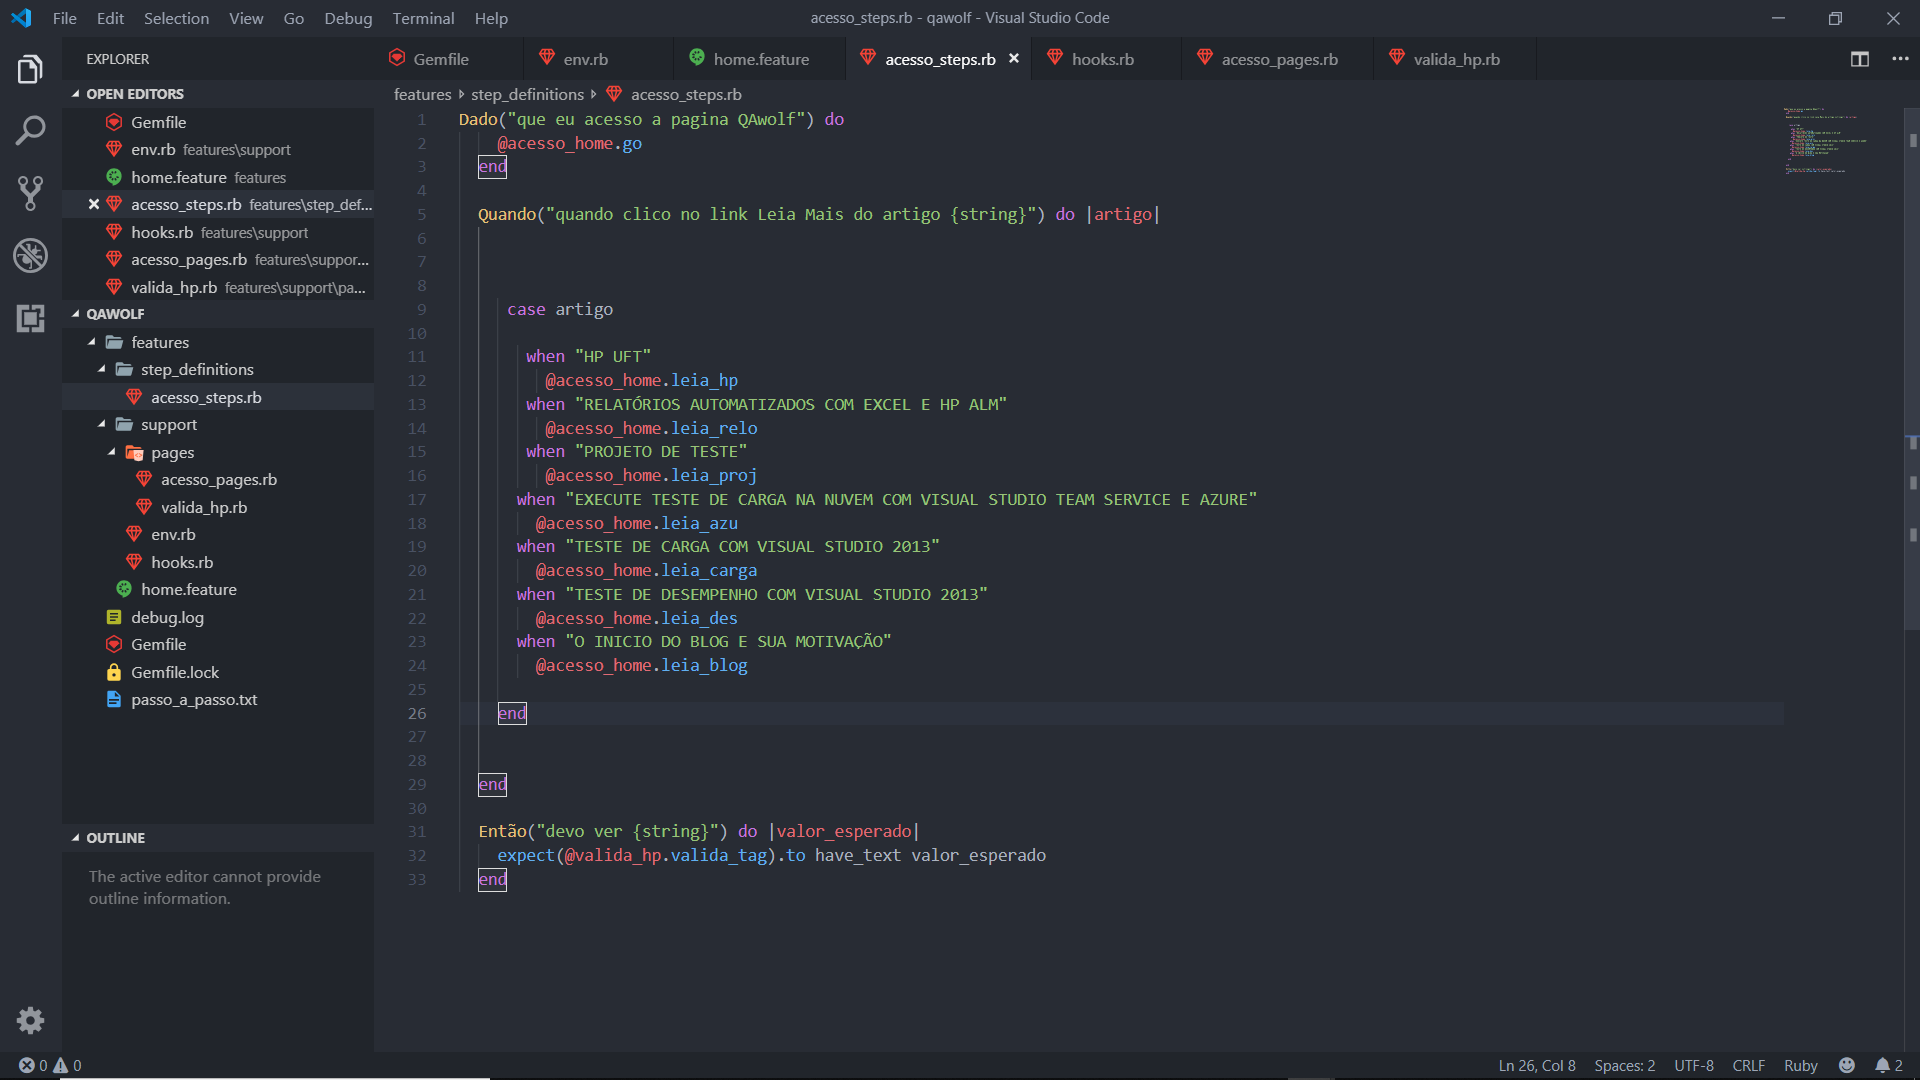 File Edit Selection View Go Debug Terminal Help
acesso_steps.rb - qawolf - Visual Studio Code
EXPLORER
OPEN EDITORS
Gemfile
env.rb features\support
home.feature features
acesso_steps.rb features\step_def...
hooks.rb features\support
acesso_pages.rb features\suppor...
valida_hp.rb features\support\pa...
QAWOLF
features
step_definitions
acesso_steps.rb
support
pages
acesso_pages.rb
valida_hp.rb
env.rb
hooks.rb
home.feature
debug.log
Gemfile
Gemfile.lock
passo_a_passo.txt
OUTLINE
The active editor cannot provide
outline information.
Gemfile env.rb home.feature acesso_steps.rb hooks.rb acesso_pages.rb valida_hp.rb
features step_definitions acesso_steps.rb
1 Dado("que eu acesso a pagina QAwolf") do
2 @acesso_home.go
3 end
4
5 Quando("quando clico no link Leia Mais do artigo {string}") do |artigo|
6
7
8
9 case artigo
10
11 when "HP UFT"
12 @acesso_home.leia_hp
13 when "RELATÓRIOS AUTOMATIZADOS COM EXCEL E HP ALM"
14 @acesso_home.leia_relo
15 when "PROJETO DE TESTE"
16 @acesso_home.leia_proj
17 when "EXECUTE TESTE DE CARGA NA NUVEM COM VISUAL STUDIO TEAM SERVICE E AZURE"
18 @acesso_home.leia_azu
19 when "TESTE DE CARGA COM VISUAL STUDIO 2013"
20 @acesso_home.leia_carga
21 when "TESTE DE DESEMPENHO COM VISUAL STUDIO 2013"
22 @acesso_home.leia_des
23 when "O INICIO DO BLOG E SUA MOTIVAÇÃO"
24 @acesso_home.leia_blog
25
26 end
27
28
29 end
30
31 Então("devo ver {string}") do |valor_esperado|
32 expect(@valida_hp.valida_tag).to have_text valor_esperado
33 end
0 0
Ln 26, Col 8 Spaces: 2 UTF-8 CRLF Ruby 2